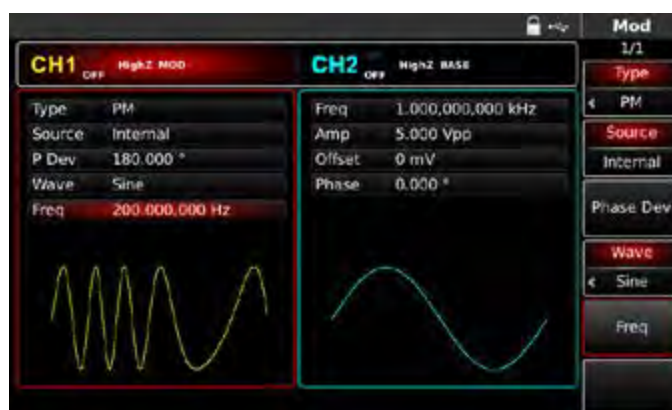 Mod
1/1
CH1 OFF HighZ MOD
CH2 OFF HighZ BASE
Type PM
Source Internal
P Dev 180.000 °
Wave Sine
Freq 200.000,000 Hz
Freq 1.000,000,000 kHz
Amp 5.000 Vpp
Offset 0 mV
Phase 0.000 °
Type
PM
Source
Internal
Phase Dev
Wave
Sine
Freq